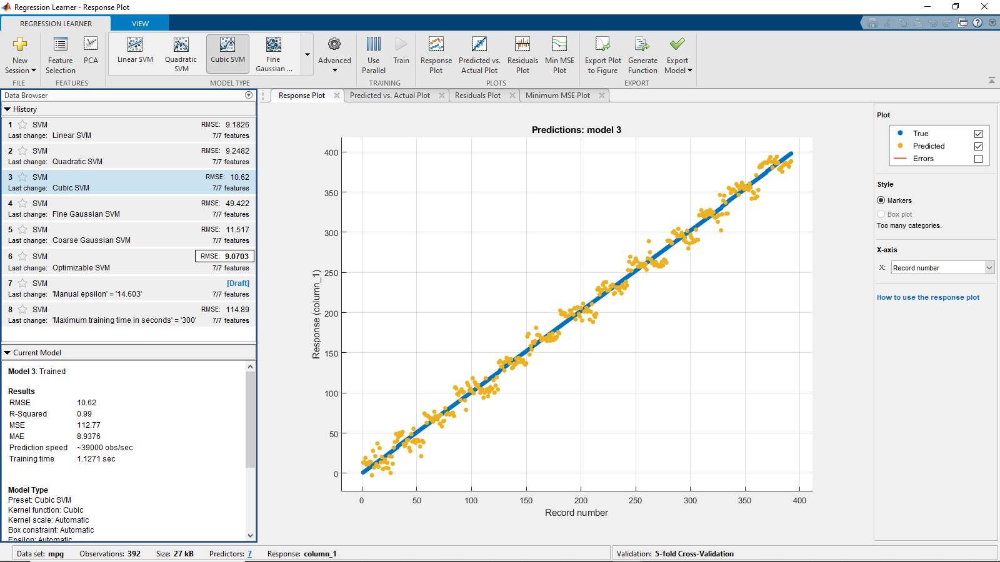 Regression Learner - Response Plot
REGRESSION LEARNER
VIEW
New Session
Feature Selection
PCA
Linear SVM
Quadratic SVM
Cubic SVM
Fine Gaussian ...
Advanced
Use Parallel
Train
Response Plot
Predicted vs. Actual Plot
Residuals Plot
Min MSE Plot
Export Plot to Figure
Generate Function
Export Model
FILE
FEATURES
MODEL TYPE
TRAINING
PLOTS
EXPORT
Data Browser
History
1 SVM RMSE: 9.1826
Last change: Linear SVM 7/7 features
2 SVM RMSE: 9.2482
Last change: Quadratic SVM 7/7 features
3 SVM RMSE: 10.62
Last change: Cubic SVM 7/7 features
4 SVM RMSE: 49.422
Last change: Fine Gaussian SVM 7/7 features
5 SVM RMSE: 11.517
Last change: Coarse Gaussian SVM 7/7 features
6 SVM RMSE: 9.0703
Last change: Optimizable SVM 7/7 features
7 SVM [Draft]
Last change: 'Manual epsilon' = '14.603' 7/7 features
8 SVM RMSE: 114.89
Last change: 'Maximum training time in seconds' = '300' 7/7 features
Current Model
Model 3: Trained
Results
RMSE 10.62
R-Squared 0.99
MSE 112.77
MAE 8.9376
Prediction speed ~39000 obs/sec
Training time 1.1271 sec
Model Type
Preset: Cubic SVM
Kernel function: Cubic
Kernel scale: Automatic
Box constraint: Automatic
Epsilon: Automatic
Response Plot
Predicted vs. Actual Plot
Residuals Plot
Minimum MSE Plot
Predictions: model 3
Response (column_1)
400
350
300
250
200
150
100
50
0
0 50 100 150 200 250 300 350 400
Record number
Plot
True
Predicted
Errors
Style
Markers
Box plot
Too many categories.
X-axis
X: Record number
How to use the response plot
Data set: mpg Observations: 392 Size: 27 kB Predictors: 7 Response: column_1
Validation: 5-fold Cross-Validation